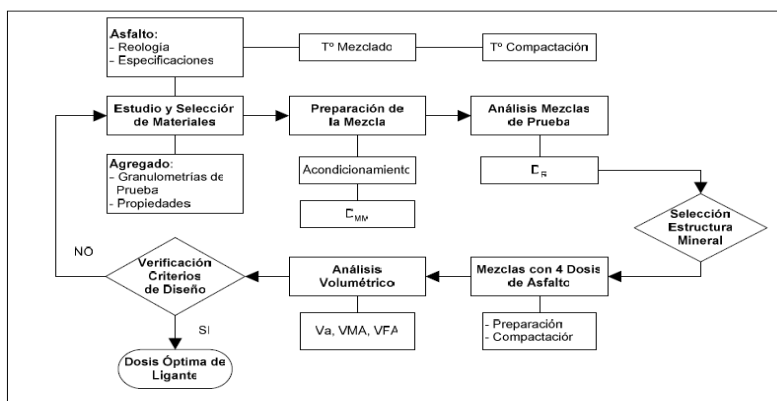 Asfalto:
- Reología
- Especificaciones
Tº Mezclado
Tº Compactación
Estudio y Selección
de Materiales
Preparación de
la Mezcla
Análisis Mezclas
de Prueba
Agregado:
- Granulometrías de
Prueba
- Propiedades
Acondicionamiento
DMM
DR
Selección
Estructura
Mineral
NO
Verificación
Criterios
de Diseño
Análisis
Volumétrico
Mezclas con 4 Dosis
de Asfalto
Va, VMA, VFA
- Preparación
- Compactación
SI
Dosis Óptima de
Ligante